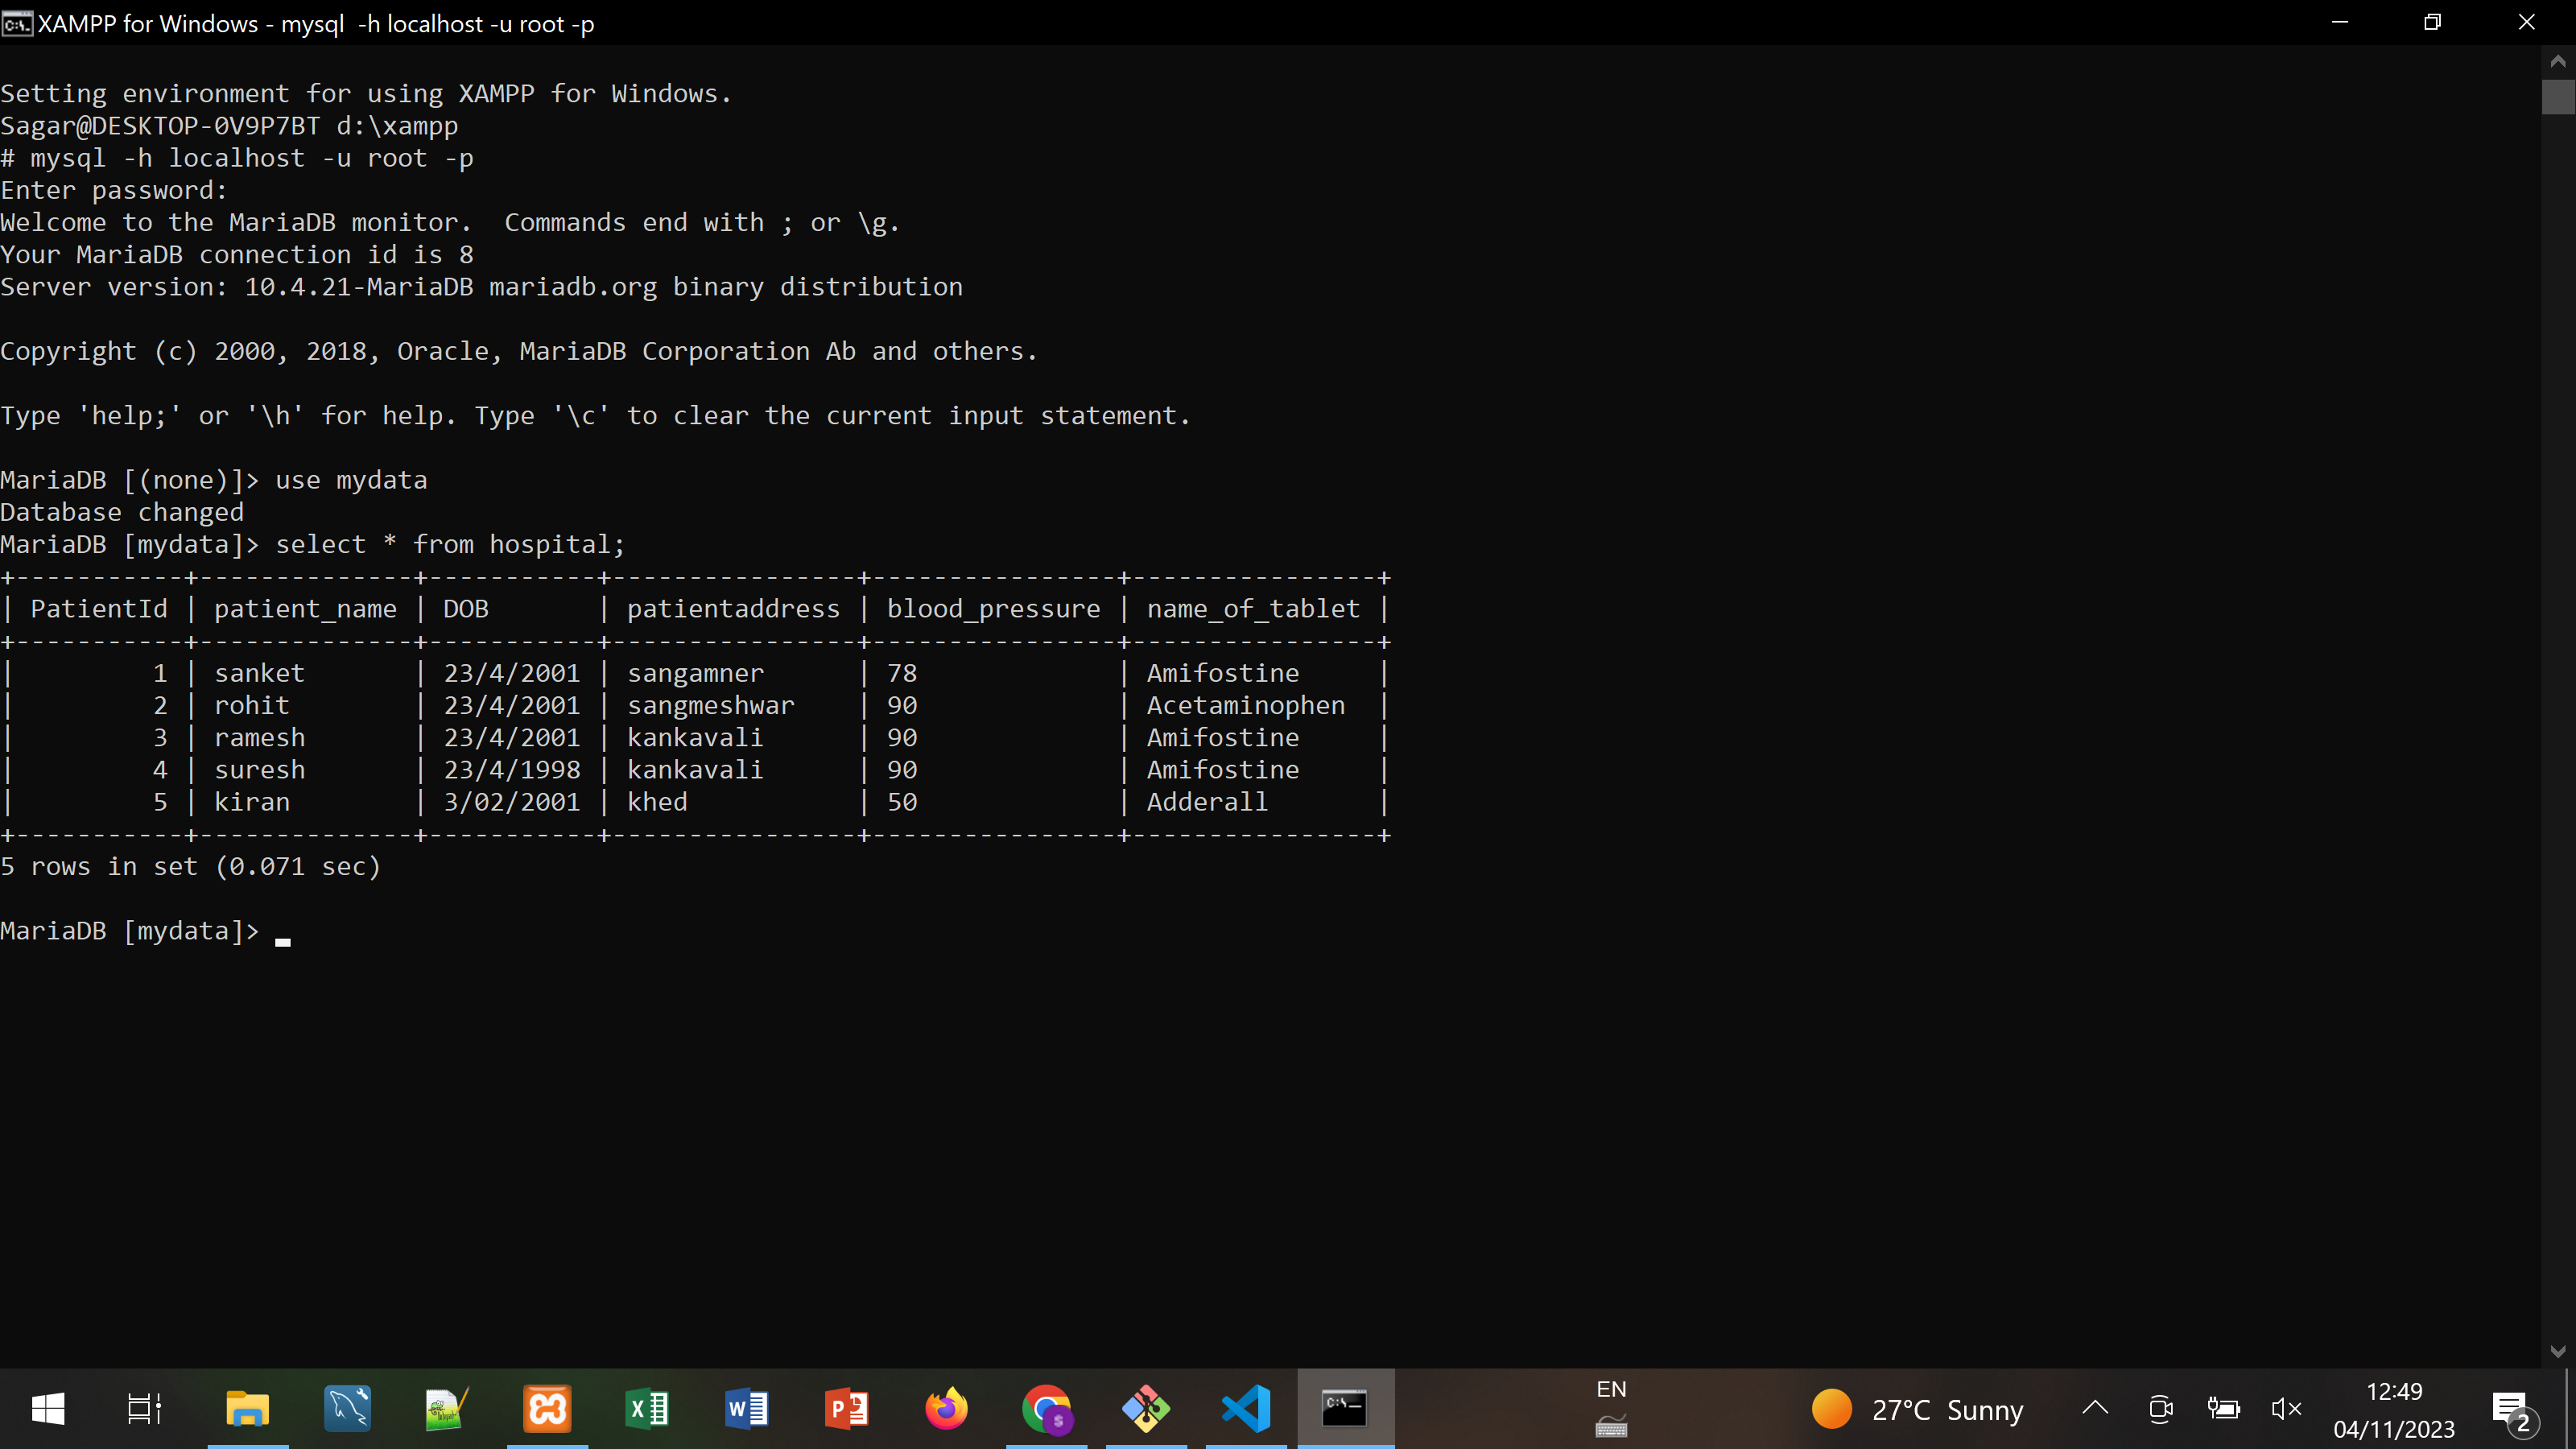 XAMPP for Windows - mysql  -h localhost -u root -p
Setting environment for using XAMPP for Windows.
Sagar@DESKTOP-0V9P7BT d:\xampp
# mysql -h localhost -u root -p
Enter password:
Welcome to the MariaDB monitor.  Commands end with ; or \g.
Your MariaDB connection id is 8
Server version: 10.4.21-MariaDB mariadb.org binary distribution
Copyright (c) 2000, 2018, Oracle, MariaDB Corporation Ab and others.
Type 'help;' or '\h' for help. Type '\c' to clear the current input statement.
MariaDB [(none)]> use mydata
Database changed
MariaDB [mydata]> select * from hospital;
+-----------+--------------+-----------+----------------+----------------+----------------+
| PatientId | patient_name | DOB       | patientaddress | blood_pressure | name_of_tablet |
+-----------+--------------+-----------+----------------+----------------+----------------+
|         1 | sanket       | 23/4/2001 | sangamner      | 78             | Amifostine     |
|         2 | rohit        | 23/4/2001 | sangmeshwar    | 90             | Acetaminophen  |
|         3 | ramesh       | 23/4/2001 | kankavali      | 90             | Amifostine     |
|         4 | suresh       | 23/4/1998 | kankavali      | 90             | Amifostine     |
|         5 | kiran        | 3/02/2001 | khed           | 50             | Adderall       |
+-----------+--------------+-----------+----------------+----------------+----------------+
5 rows in set (0.071 sec)
MariaDB [mydata]>
EN
27°C  Sunny
12:49
04/11/2023
2